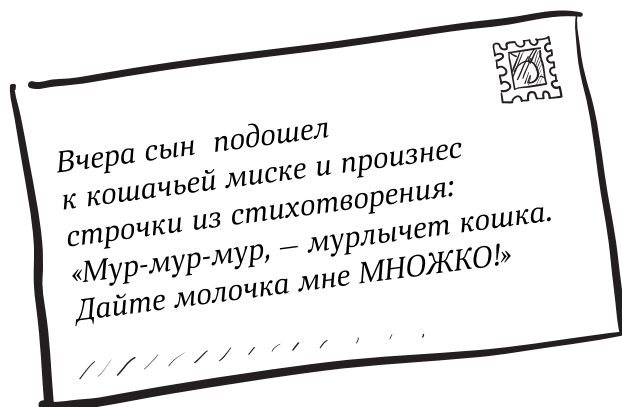 Вчера сын подошел
к кошачьей миске и произнес
строчки из стихотворения:
«Мур-мур-мур, – мурлычет кошка.
Дайте молочка мне МНОЖКО!»